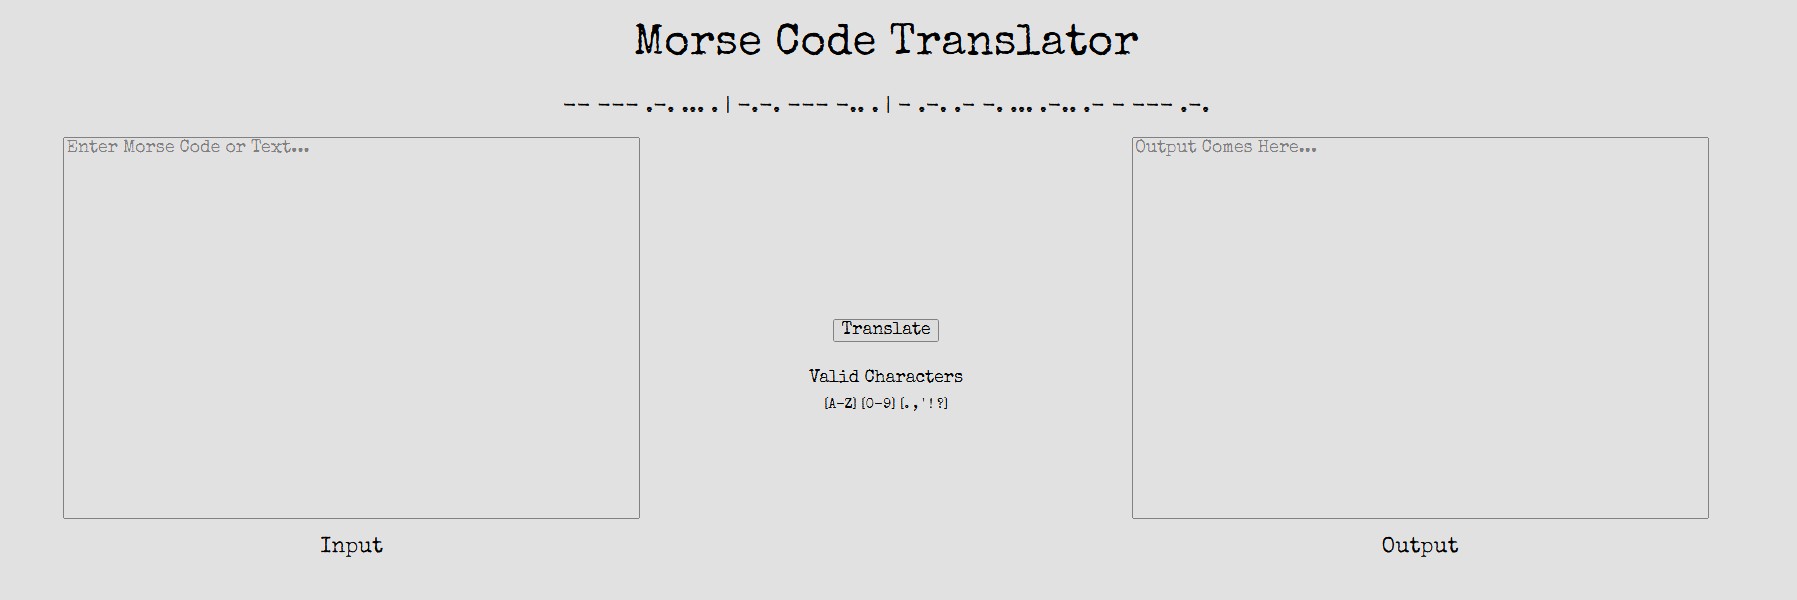 Morse Code Translator
-- --- .-. ... . | -.-. --- -.. . | - .-. .- -. ... .-.. .- - --- .-.
Enter Morse Code or Text...
Output Comes Here...
Translate
Valid Characters
[A-Z] [0-9] [. , ' ! ?]
Input
Output